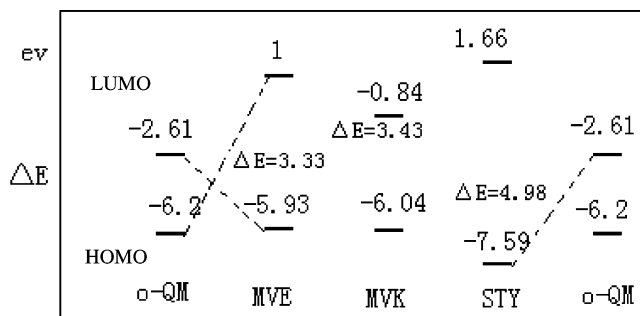 ev
1
1.66
LUMO
-0.84
-2.61
ΔE=3.43
-2.61
ΔE
ΔE=3.33
-6.2
-5.93
-6.04
ΔE=4.98
-6.2
-7.59
HOMO
o-QM
MVE
MVK
STY
o-QM